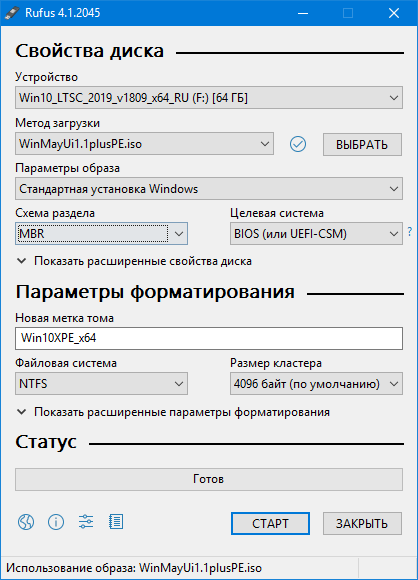 Rufus 4.1.2045
Свойства диска
Устройство
Win10_LTSC_2019_v1809_x64_RU (F:) [64 ГБ]
Метод загрузки
WinMayUi1.1plusPE.iso
ВЫБРАТЬ
Параметры образа
Стандартная установка Windows
Схема раздела
Целевая система
MBR
BIOS (или UEFI-CSM)
?
Показать расширенные свойства диска
Параметры форматирования
Новая метка тома
Win10XPE_x64
Файловая система
Размер кластера
NTFS
4096 байт (по умолчанию)
Показать расширенные параметры форматирования
Статус
Готов
СТАРТ
ЗАКРЫТЬ
Использование образа: WinMayUi1.1plusPE.iso